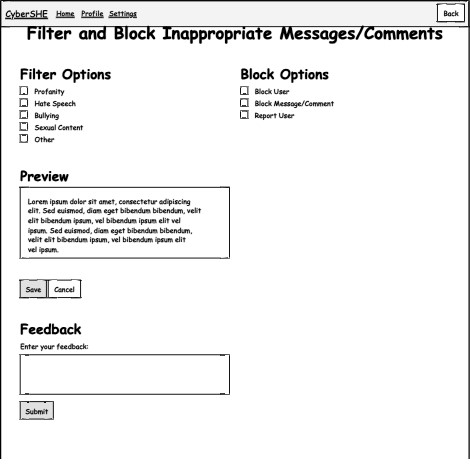 CyberSHE Home Profile Settings Back
Filter and Block Inappropriate Messages/Comments
Filter Options
Profanity
Hate Speech
Bullying
Sexual Content
Other
Block Options
Block User
Block Message/Comment
Report User
Preview
Lorem ipsum dolor sit amet, consectetur adipiscing
elit. Sed euismod, diam eget bibendum bibendum, velit
elit bibendum ipsum, vel bibendum ipsum elit vel
ipsum. Sed euismod, diam eget bibendum bibendum,
velit elit bibendum ipsum, vel bibendum ipsum elit
vel ipsum.
Save Cancel
Feedback
Enter your feedback:
Submit